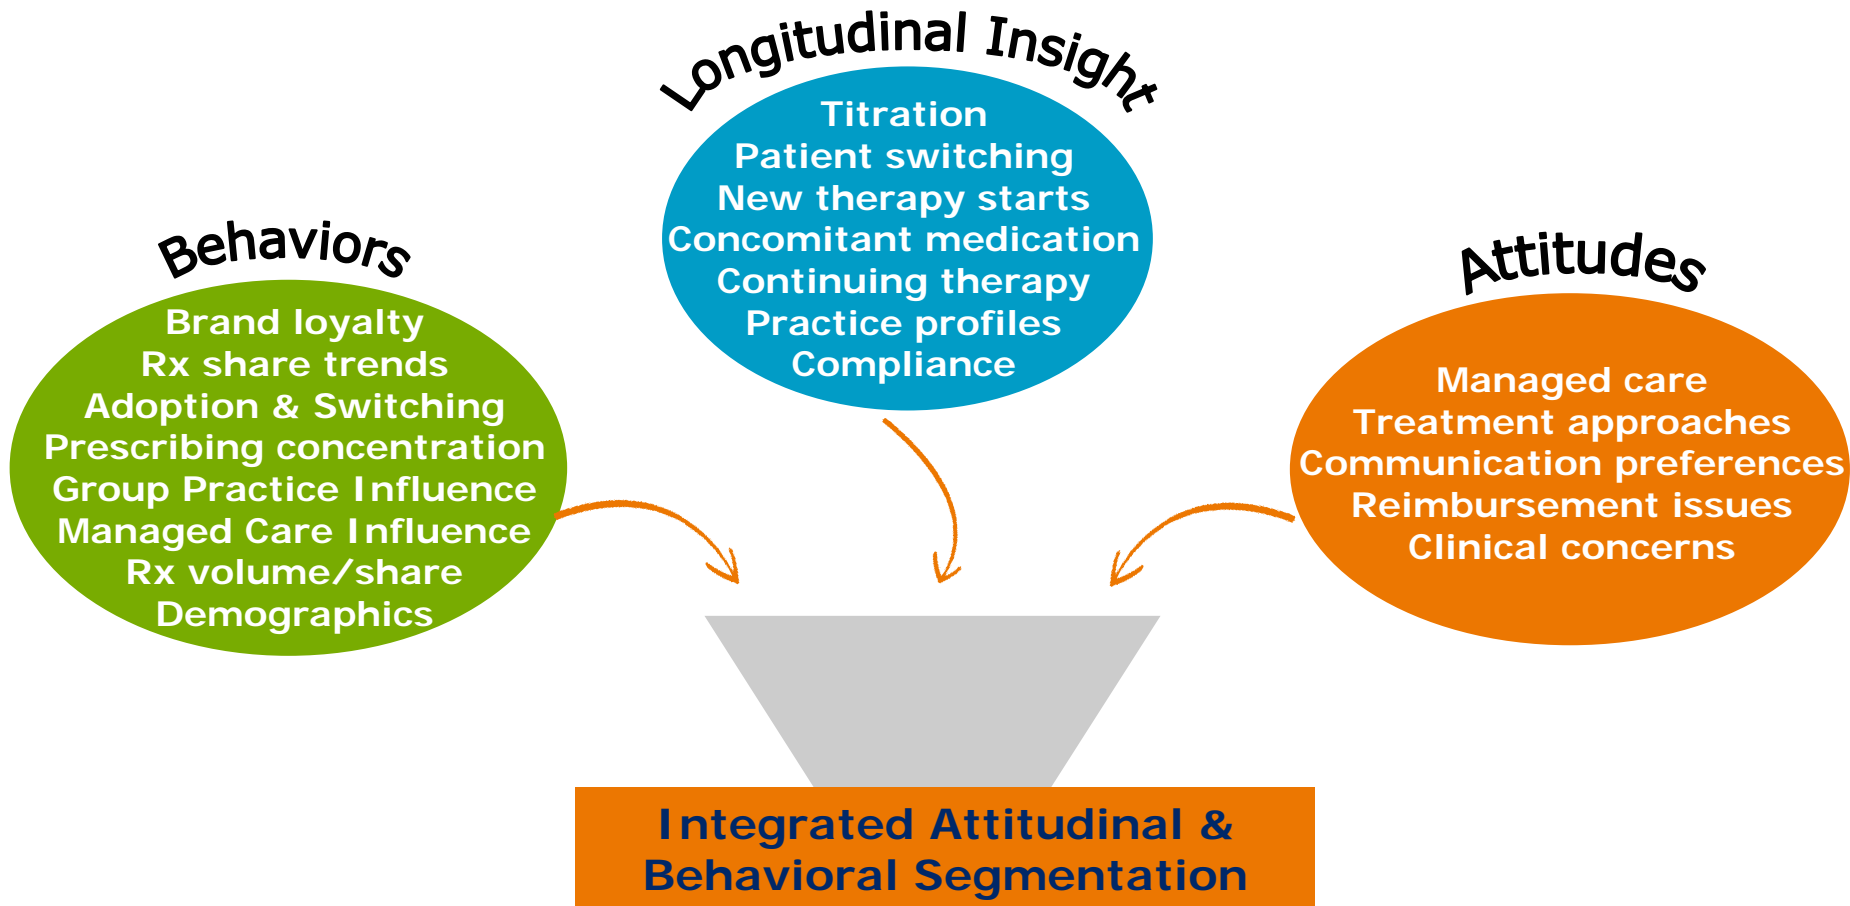 Longitudinal Insight
Titration
Patient switching
New therapy starts
Concomitant medication
Continuing therapy
Practice profiles
Compliance
Behaviors
Brand loyalty
Rx share trends
Adoption & Switching
Prescribing concentration
Group Practice Influence
Managed Care Influence
Rx volume/share
Demographics
Attitudes
Managed care
Treatment approaches
Communication preferences
Reimbursement issues
Clinical concerns
Integrated Attitudinal &
Behavioral Segmentation